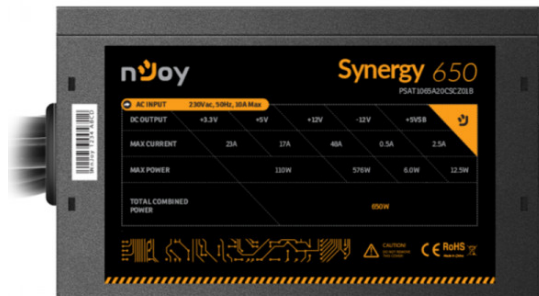 nJoy
Synergy 650
PSAT1065A20CSCZ01B
AC INPUT 230Vac, 50Hz, 10A Max
DC OUTPUT +3.3V +5V +12V -12V +5VSB
MAX CURRENT 23A 17A 48A 0.5A 2.5A
MAX POWER 110W 576W 6.0W 12.5W
TOTAL COMBINED
POWER
650W
CAUTION!
CE RoHS